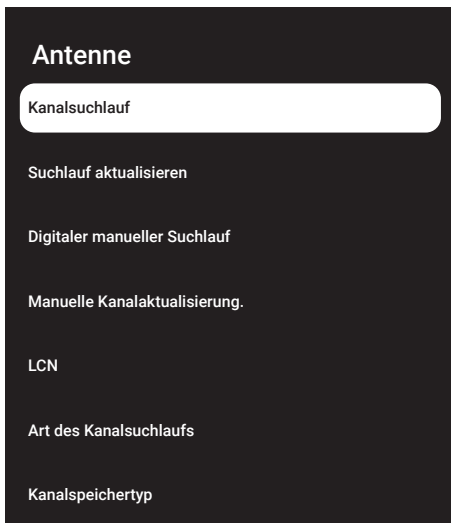 Antenne
Kanalsuchlauf
Suchlauf aktualisieren
Digitaler manueller Suchlauf
Manuelle Kanalaktualisierung.
LCN
Art des Kanalsuchlaufs
Kanalspeichertyp